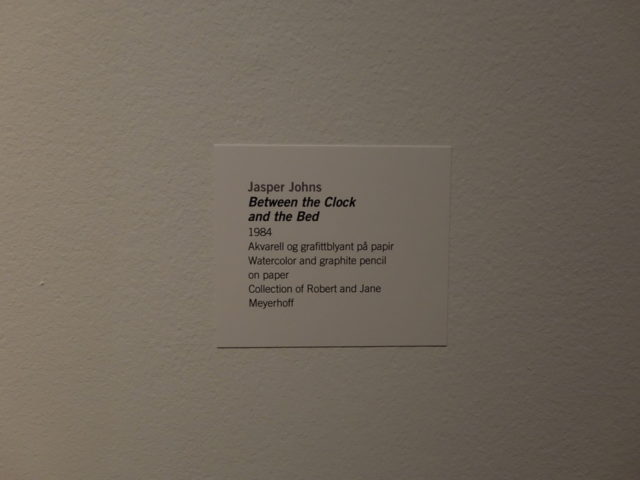 Jasper Johns
Between the Clock
and the Bed
1984
Akvarell og grafittblyant på papir
Watercolor and graphite pencil
on paper
Collection of Robert and Jane
Meyerhoff